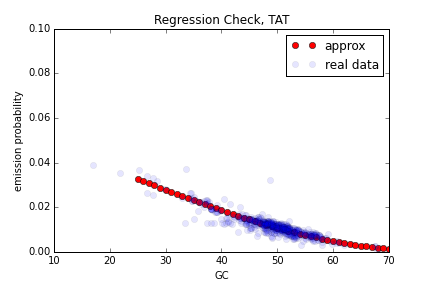 Regression Check, TAT
approx
real data
0.10
0.08
0.06
0.04
0.02
0.00
emission probability
10
20
30
40
50
60
70
GC